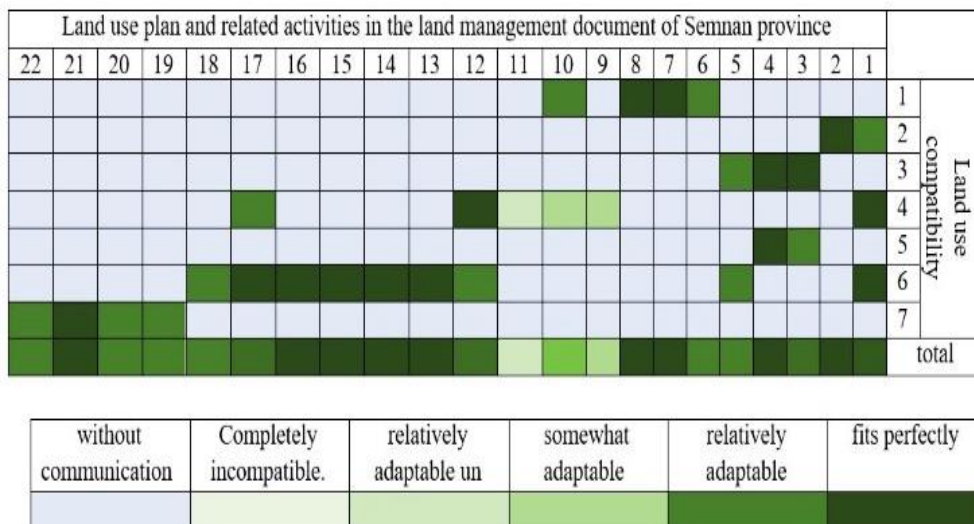 Land use plan and related activities in the land management document of Semnan province
22 21 20 19 18 17 16 15 14 13 12 11 10 9 8 7 6 5 4 3 2 1
1
2
3
4
5
6
7
Land use
compatibility
total
without
communication
Completely
incompatible.
relatively
adaptable un
somewhat
adaptable
relatively
adaptable
fits perfectly